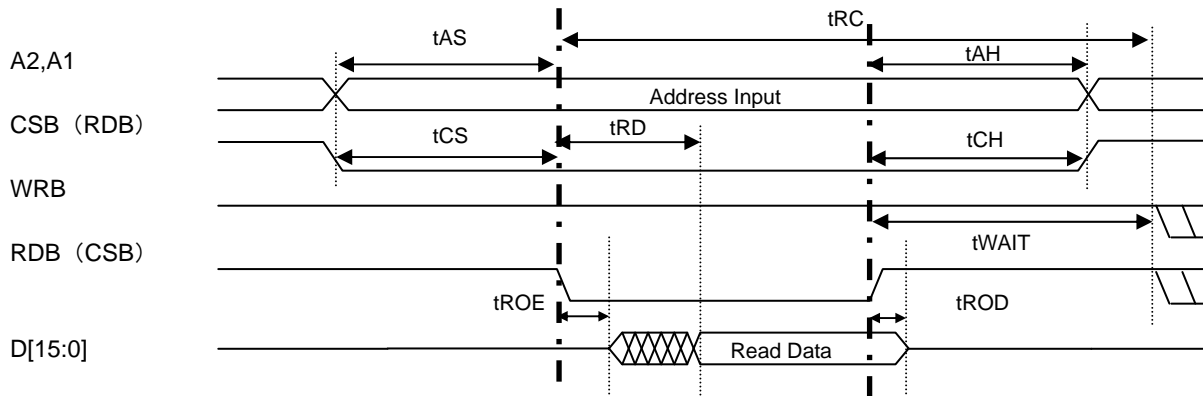 tRC
tAS
tAH
A2,A1
Address Input
CSB（RDB）
tRD
tCS
tCH
WRB
tWAIT
RDB（CSB）
tROE
tROD
D[15:0]
Read Data